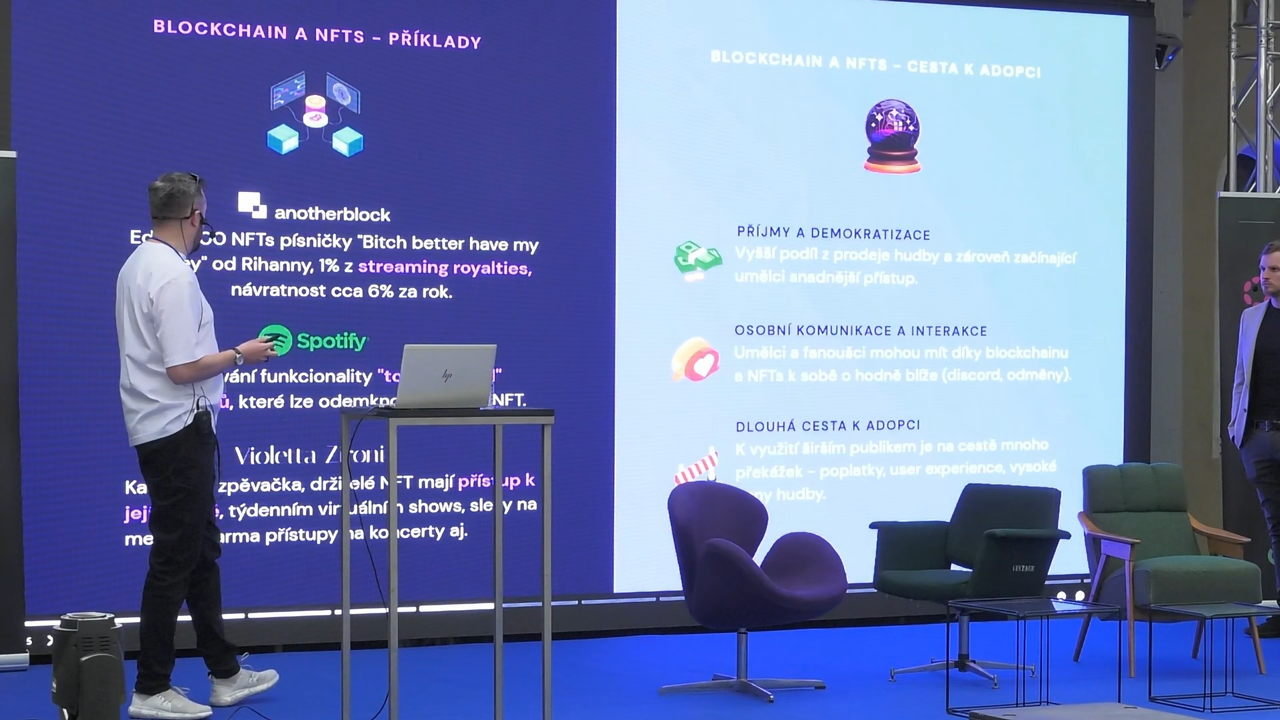 BLOCKCHAIN A NFTS – PŘÍKLADY
anotherblock
NFTs písničky "Bitch better have my
od Rihanny, 1% z streaming royalties,
návratnost cca 6% za rok.
Spotify
funkcionality
které lze NFT.
Violetta Zironi
zpěvačka, držitelé NFT mají přístup k
týdenním virtuálním shows, slevy na
přístupy na koncerty aj.
BLOCKCHAIN A NFTS – CESTA K ADOPCI
PŘÍJMY A DEMOKRATIZACE
Vyšší podíl z prodeje hudby a zároveň začínající
umělci snadnější přístup.
OSOBNÍ KOMUNIKACE A INTERAKCE
Umělci a fanoušci mohou mít díky blockchainu
a NFTs k sobě o hodně blíže (discord, odměny).
DLOUHÁ CESTA K ADOPCI
K využití širším publikem je na cestě mnoho
překážek – poplatky, user experience, vysoké
hudby.
hp